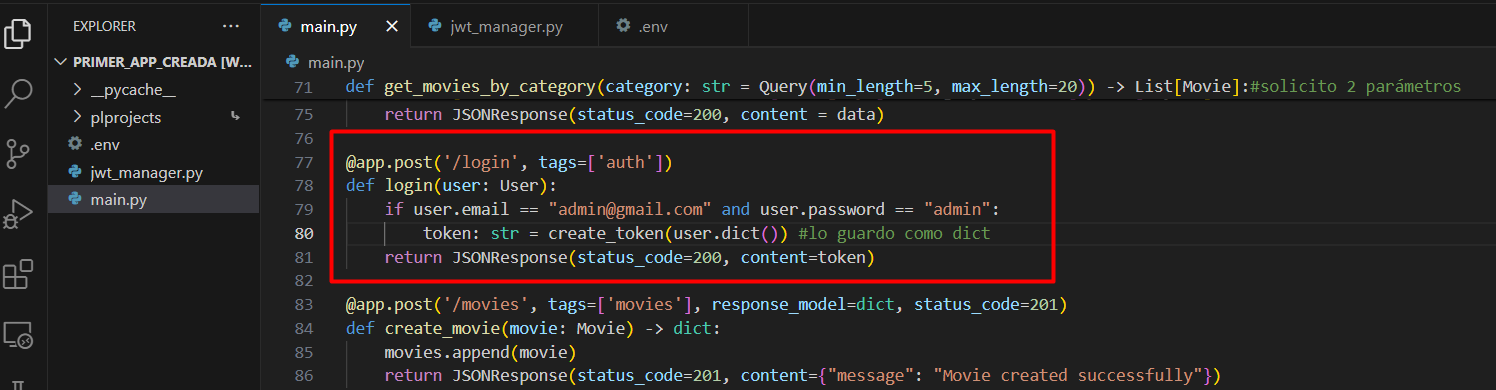 EXPLORER
PRIMER_APP_CREADA [W...
__pycache__
plprojects
.env
jwt_manager.py
main.py
main.py
jwt_manager.py
.env
main.py
71 def get_movies_by_category(category: str = Query(min_length=5, max_length=20)) -> List[Movie]:#solicito 2 parámetros
75 return JSONResponse(status_code=200, content = data)
76
77 @app.post('/login', tags=['auth'])
78 def login(user: User):
79 if user.email == "admin@gmail.com" and user.password == "admin":
80 token: str = create_token(user.dict()) #lo guardo como dict
81 return JSONResponse(status_code=200, content=token)
82
83 @app.post('/movies', tags=['movies'], response_model=dict, status_code=201)
84 def create_movie(movie: Movie) -> dict:
85 movies.append(movie)
86 return JSONResponse(status_code=201, content={"message": "Movie created successfully"})